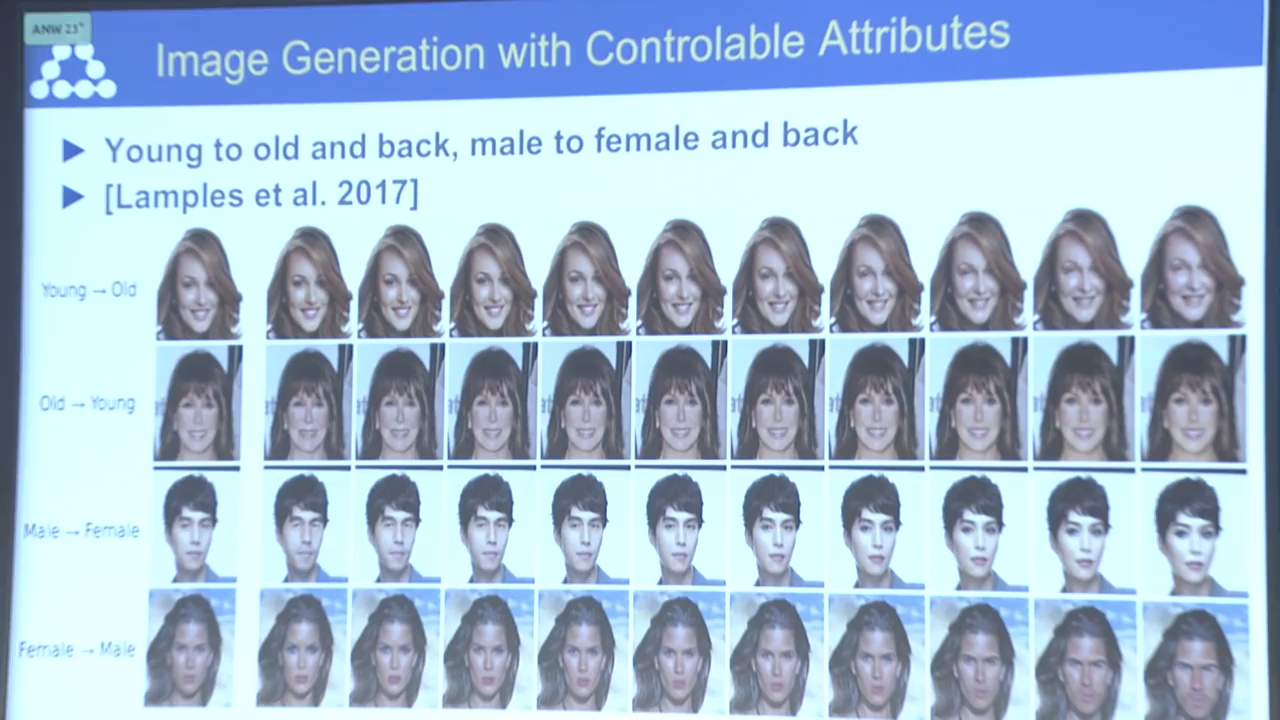 ANW 23"
Image Generation with Controlable Attributes
Young to old and back, male to female and back
[Lamples et al. 2017]
Young → Old
Old → Young
Male → Female
Female → Male